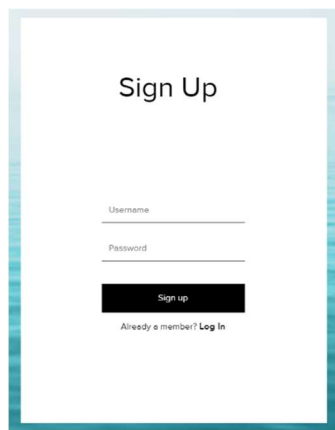 Sign Up
Username
Password
Sign up
Already a member? Log In